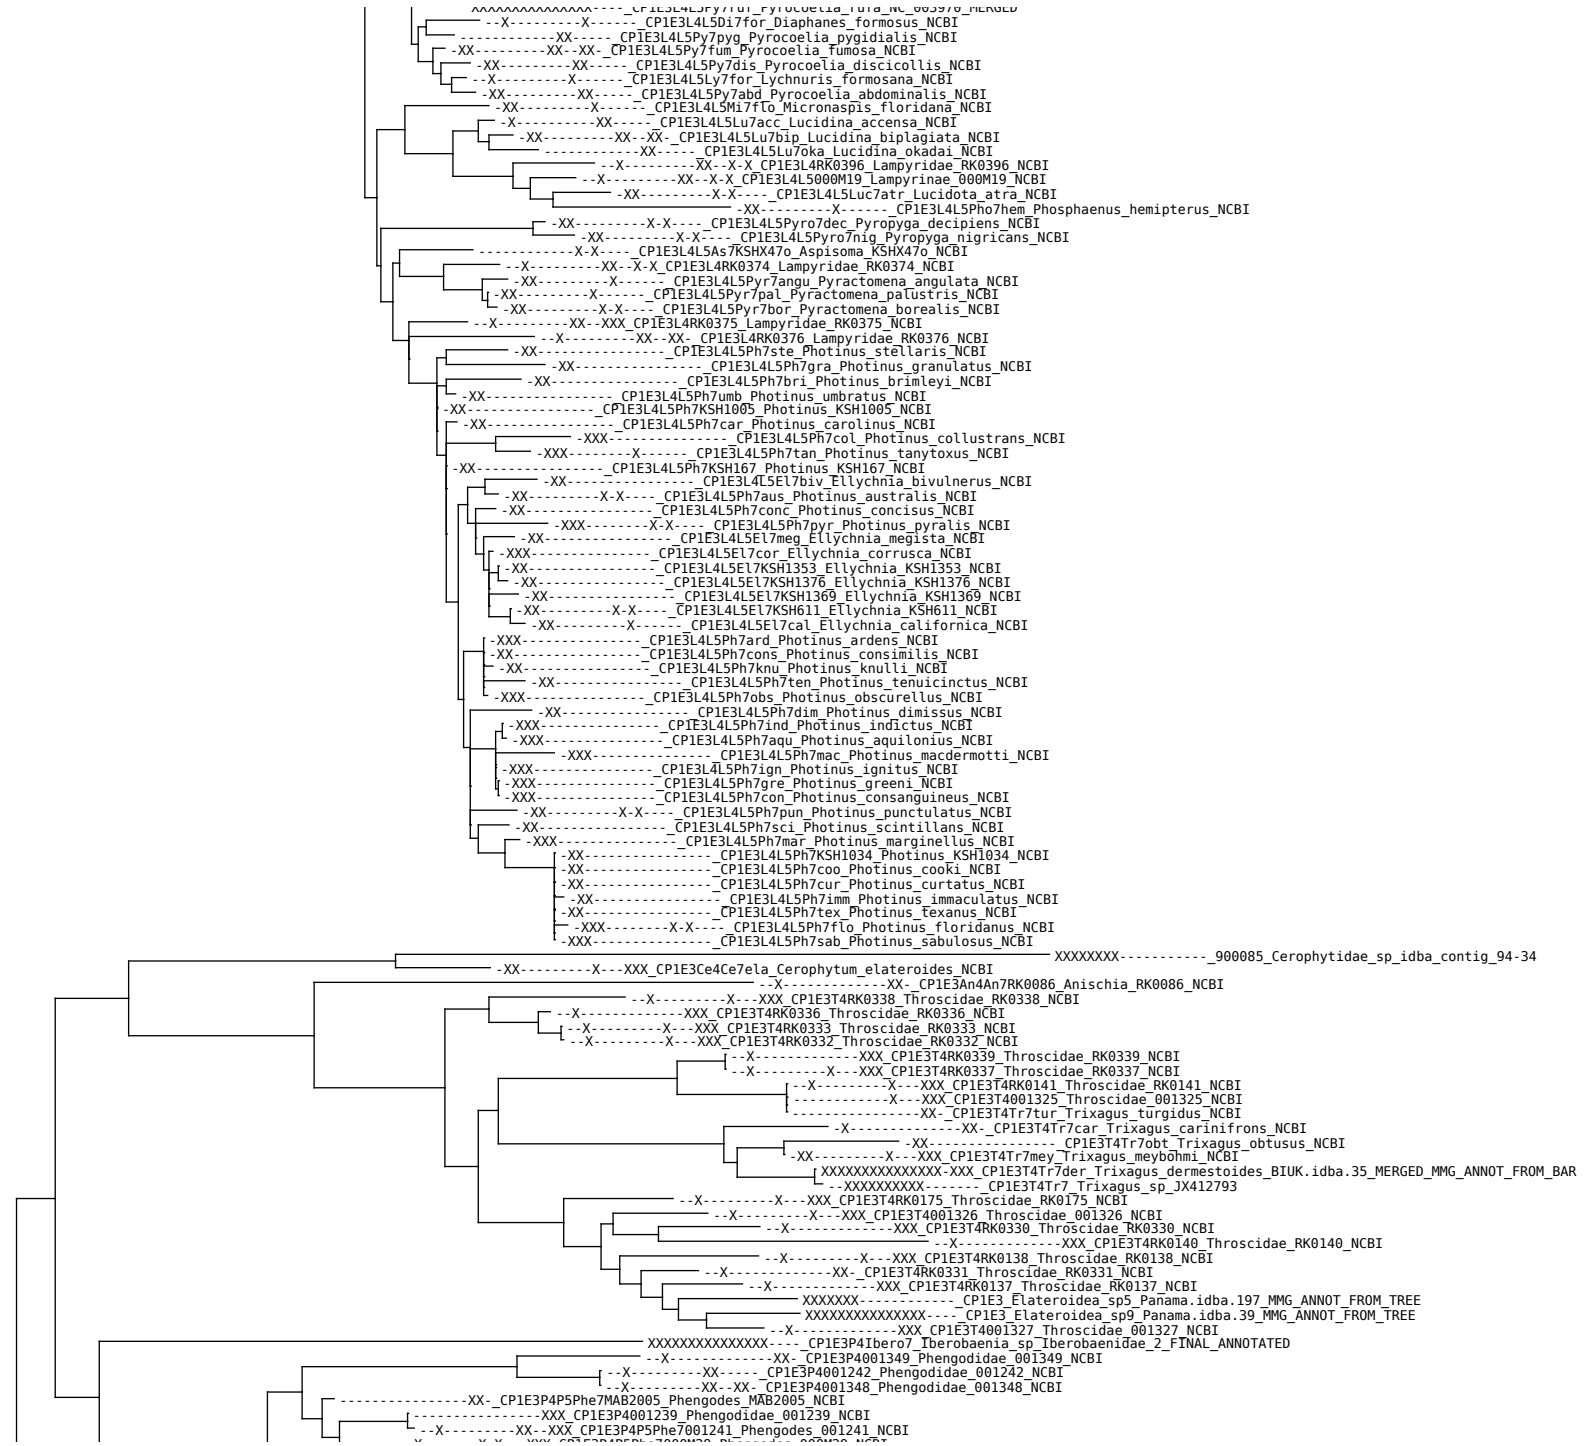 XXXXXXXXXXXXXXX----_CP1E3L4L5Py7ruf_Pyrocoelia_rufa_NC_003970_MERGED
--X---------X------_CP1E3L4L5Di7for_Diaphanes_formosus_NCBI
------------XX-----_CP1E3L4L5Py7pyg_Pyrocoelia_pygidialis_NCBI
-XX---------XX--XX-_CP1E3L4L5Py7fum_Pyrocoelia_fumosa_NCBI
-XX---------XX-----_CP1E3L4L5Py7dis_Pyrocoelia_discicollis_NCBI
--X---------X------_CP1E3L4L5Ly7for_Lychnuris_formosana_NCBI
-XX---------XX-----_CP1E3L4L5Py7abd_Pyrocoelia_abdominalis_NCBI
-XX---------X------_CP1E3L4L5Mi7flo_Micronaspis_floridana_NCBI
-X----------XX-----_CP1E3L4L5Lu7acc_Lucidina_accensa_NCBI
-XX---------XX--XX-_CP1E3L4L5Lu7bip_Lucidina_biplagiata_NCBI
------------XX-----_CP1E3L4L5Lu7oka_Lucidina_okadai_NCBI
--X---------XX--X-X_CP1E3L4RK0396_Lampyridae_RK0396_NCBI
--X---------XX--X-X_CP1E3L4L5000M19_Lampyrinae_000M19_NCBI
-XX---------X-X----_CP1E3L4L5Luc7atr_Lucidota_atra_NCBI
-XX---------X------_CP1E3L4L5Pho7hem_Phosphaenus_hemipterus_NCBI
-XX---------X-X----_CP1E3L4L5Pyro7dec_Pyropyga_decipiens_NCBI
-XX---------X-X----_CP1E3L4L5Pyro7nig_Pyropyga_nigricans_NCBI
------------X-X----_CP1E3L4L5As7KSHX47o_Aspisoma_KSHX47o_NCBI
--X---------XX--X-X_CP1E3L4RK0374_Lampyridae_RK0374_NCBI
-XX---------X------_CP1E3L4L5Pyr7angu_Pyractomena_angulata_NCBI
-XX---------X------_CP1E3L4L5Pyr7pal_Pyractomena_palustris_NCBI
-XX---------X-X----_CP1E3L4L5Pyr7bor_Pyractomena_borealis_NCBI
--X---------XX--XXX_CP1E3L4RK0375_Lampyridae_RK0375_NCBI
--X---------XX--XX-_CP1E3L4RK0376_Lampyridae_RK0376_NCBI
-XX----------------_CP1E3L4L5Ph7ste_Photinus_stellaris_NCBI
-XX----------------_CP1E3L4L5Ph7gra_Photinus_granulatus_NCBI
-XX----------------_CP1E3L4L5Ph7bri_Photinus_brimleyi_NCBI
-XX----------------_CP1E3L4L5Ph7umb_Photinus_umbratus_NCBI
-XX----------------_CP1E3L4L5Ph7KSH1005_Photinus_KSH1005_NCBI
-XX----------------_CP1E3L4L5Ph7car_Photinus_carolinus_NCBI
-XXX---------------_CP1E3L4L5Ph7col_Photinus_collustrans_NCBI
-XXX--------X------_CP1E3L4L5Ph7tan_Photinus_tanytoxus_NCBI
-XX----------------_CP1E3L4L5Ph7KSH167_Photinus_KSH167_NCBI
-XX----------------_CP1E3L4L5El7biv_Ellychnia_bivulnerus_NCBI
-XX---------X-X----_CP1E3L4L5Ph7aus_Photinus_australis_NCBI
-XX----------------_CP1E3L4L5Ph7conc_Photinus_concisus_NCBI
-XXX--------X-X----_CP1E3L4L5Ph7pyr_Photinus_pyralis_NCBI
-XX----------------_CP1E3L4L5El7meg_Ellychnia_megista_NCBI
-XXX---------------_CP1E3L4L5El7cor_Ellychnia_corrusca_NCBI
-XX----------------_CP1E3L4L5El7KSH1353_Ellychnia_KSH1353_NCBI
-XX----------------_CP1E3L4L5El7KSH1376_Ellychnia_KSH1376_NCBI
-XX----------------_CP1E3L4L5El7KSH1369_Ellychnia_KSH1369_NCBI
-XX---------X-X----_CP1E3L4L5El7KSH611_Ellychnia_KSH611_NCBI
-XX---------X------_CP1E3L4L5El7cal_Ellychnia_californica_NCBI
-XXX---------------_CP1E3L4L5Ph7ard_Photinus_ardens_NCBI
-XX----------------_CP1E3L4L5Ph7cons_Photinus_consimilis_NCBI
-XX----------------_CP1E3L4L5Ph7knu_Photinus_knulli_NCBI
-XX----------------_CP1E3L4L5Ph7ten_Photinus_tenuicinctus_NCBI
-XXX---------------_CP1E3L4L5Ph7obs_Photinus_obscurellus_NCBI
-XX----------------_CP1E3L4L5Ph7dim_Photinus_dimissus_NCBI
-XXX---------------_CP1E3L4L5Ph7ind_Photinus_indictus_NCBI
-XXX---------------_CP1E3L4L5Ph7aqu_Photinus_aquilonius_NCBI
-XXX---------------_CP1E3L4L5Ph7mac_Photinus_macdermotti_NCBI
-XXX---------------_CP1E3L4L5Ph7ign_Photinus_ignitus_NCBI
-XXX---------------_CP1E3L4L5Ph7gre_Photinus_greeni_NCBI
-XXX---------------_CP1E3L4L5Ph7con_Photinus_consanguineus_NCBI
-XX---------X-X----_CP1E3L4L5Ph7pun_Photinus_punctulatus_NCBI
-XX----------------_CP1E3L4L5Ph7sci_Photinus_scintillans_NCBI
-XXX---------------_CP1E3L4L5Ph7mar_Photinus_marginellus_NCBI
-XX----------------_CP1E3L4L5Ph7KSH1034_Photinus_KSH1034_NCBI
-XX----------------_CP1E3L4L5Ph7coo_Photinus_cooki_NCBI
-XX----------------_CP1E3L4L5Ph7cur_Photinus_curtatus_NCBI
-XX----------------_CP1E3L4L5Ph7imm_Photinus_immaculatus_NCBI
-XX----------------_CP1E3L4L5Ph7tex_Photinus_texanus_NCBI
-XXX--------X-X----_CP1E3L4L5Ph7flo_Photinus_floridanus_NCBI
-XXX---------------_CP1E3L4L5Ph7sab_Photinus_sabulosus_NCBI
XXXXXXXX-----------_900085_Cerophytidae_sp_idba_contig_94-34
-XX---------X---XXX_CP1E3Ce4Ce7ela_Cerophytum_elateroides_NCBI
--X-------------XX-_CP1E3An4An7RK0086_Anischia_RK0086_NCBI
--X---------X---XXX_CP1E3T4RK0338_Throscidae_RK0338_NCBI
--X-------------XXX_CP1E3T4RK0336_Throscidae_RK0336_NCBI
--X---------X---XXX_CP1E3T4RK0333_Throscidae_RK0333_NCBI
--X---------X---XXX_CP1E3T4RK0332_Throscidae_RK0332_NCBI
--X-------------XXX_CP1E3T4RK0339_Throscidae_RK0339_NCBI
--X---------X---XXX_CP1E3T4RK0337_Throscidae_RK0337_NCBI
--X---------X---XXX_CP1E3T4RK0141_Throscidae_RK0141_NCBI
------------X---XXX_CP1E3T4001325_Throscidae_001325_NCBI
----------------XX-_CP1E3T4Tr7tur_Trixagus_turgidus_NCBI
-X--------------XX-_CP1E3T4Tr7car_Trixagus_carinifrons_NCBI
-XX----------------_CP1E3T4Tr7obt_Trixagus_obtusus_NCBI
-XX---------X---XXX_CP1E3T4Tr7mey_Trixagus_meybohmi_NCBI
XXXXXXXXXXXXXXX-XXX_CP1E3T4Tr7der_Trixagus_dermestoides_BIUK.idba.35_MERGED_MMG_ANNOT_FROM_BAR
--XXXXXXXXXX-------_CP1E3T4Tr7_Trixagus_sp_JX412793
--X---------X---XXX_CP1E3T4RK0175_Throscidae_RK0175_NCBI
--X---------X---XXX_CP1E3T4001326_Throscidae_001326_NCBI
--X-------------XXX_CP1E3T4RK0330_Throscidae_RK0330_NCBI
--X-------------XXX_CP1E3T4RK0140_Throscidae_RK0140_NCBI
--X---------X---XXX_CP1E3T4RK0138_Throscidae_RK0138_NCBI
--X-------------XX-_CP1E3T4RK0331_Throscidae_RK0331_NCBI
--X-------------XXX_CP1E3T4RK0137_Throscidae_RK0137_NCBI
XXXXXXX------------_CP1E3_Elateroidea_sp5_Panama.idba.197_MMG_ANNOT_FROM_TREE
XXXXXXXXXXXXXXX----_CP1E3_Elateroidea_sp9_Panama.idba.39_MMG_ANNOT_FROM_TREE
--X-------------XXX_CP1E3T4001327_Throscidae_001327_NCBI
XXXXXXXXXXXXXXX----_CP1E3P4Ibero7_Iberobaenia_sp_Iberobaenidae_2_FINAL_ANNOTATED
--X-------------XX-_CP1E3P4001349_Phengodidae_001349_NCBI
--X---------XX-----_CP1E3P4001242_Phengodidae_001242_NCBI
--X---------XX--XX-_CP1E3P4001348_Phengodidae_001348_NCBI
----------------XX-_CP1E3P4P5Phe7MAB2005_Phengodes_MAB2005_NCBI
----------------XXX_CP1E3P4001239_Phengodidae_001239_NCBI
--X---------XX--XXX_CP1E3P4P5Phe7001241_Phengodes_001241_NCBI